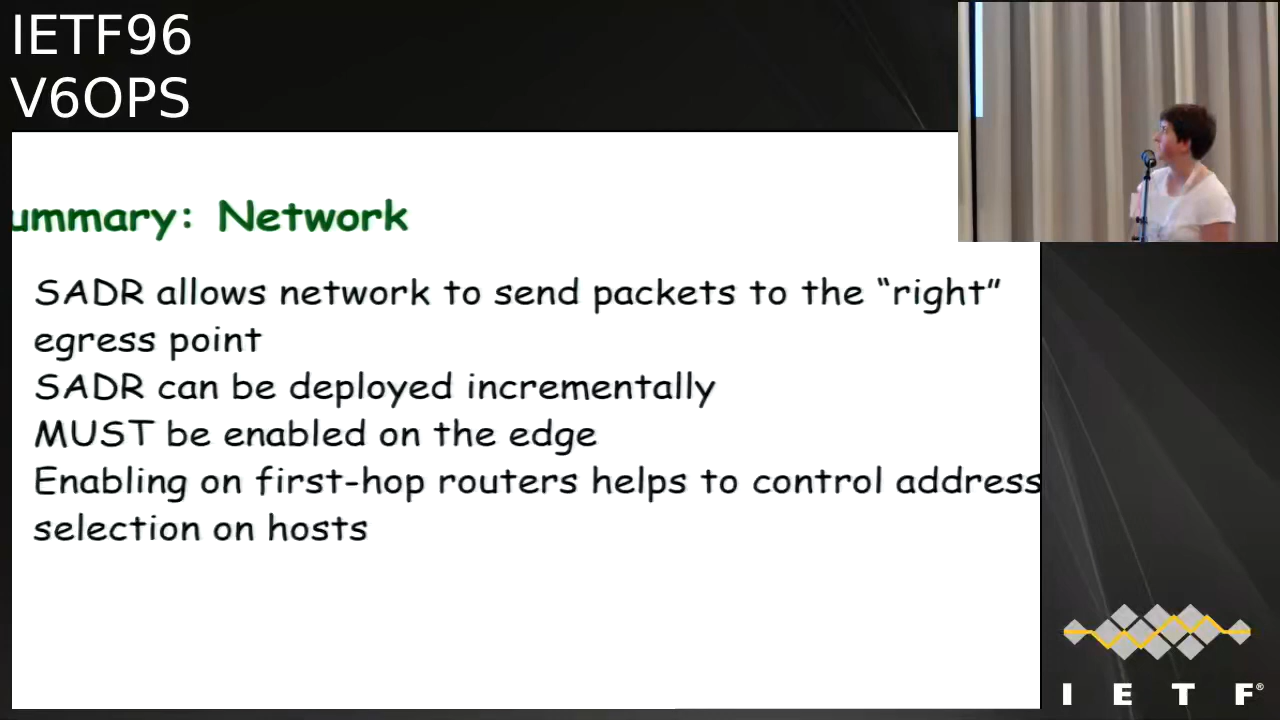 IETF96
V6OPS
ummary: Network
SADR allows network to send packets to the “right”
egress point
SADR can be deployed incrementally
MUST be enabled on the edge
Enabling on first-hop routers helps to control address
selection on hosts
I E T F®